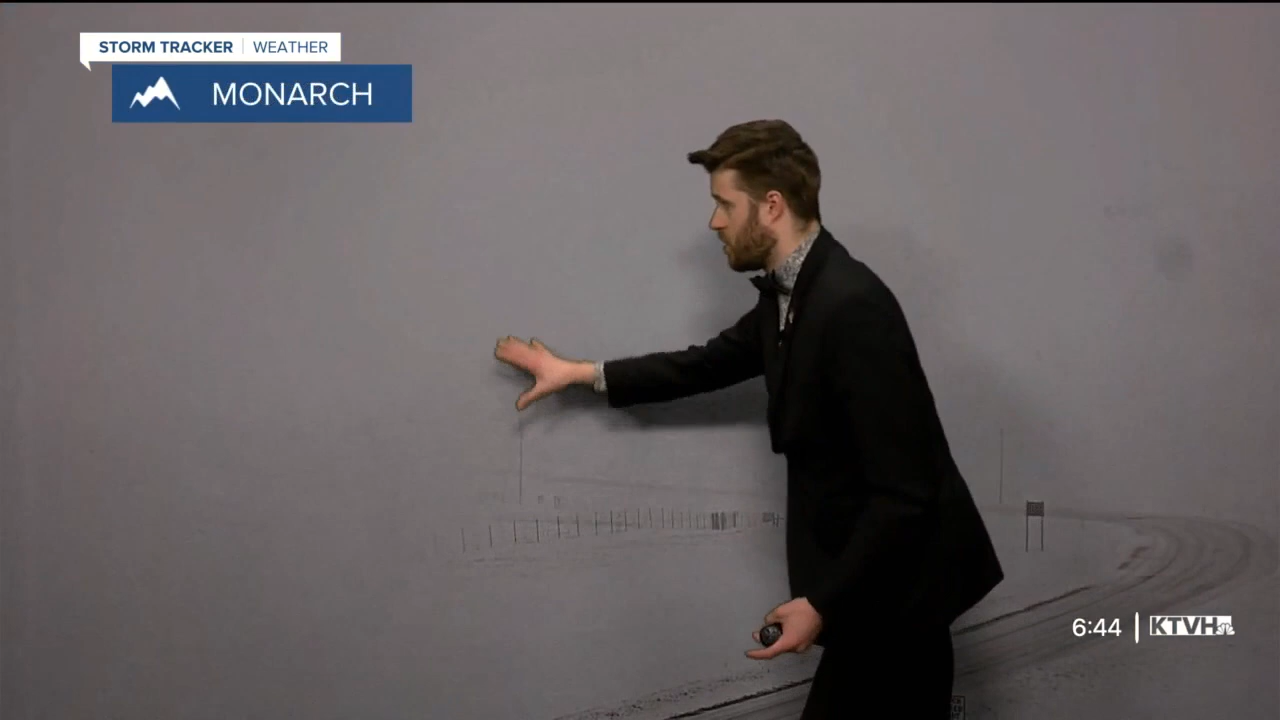 STORM TRACKER | WEATHER
MONARCH
6:44 | KTVH